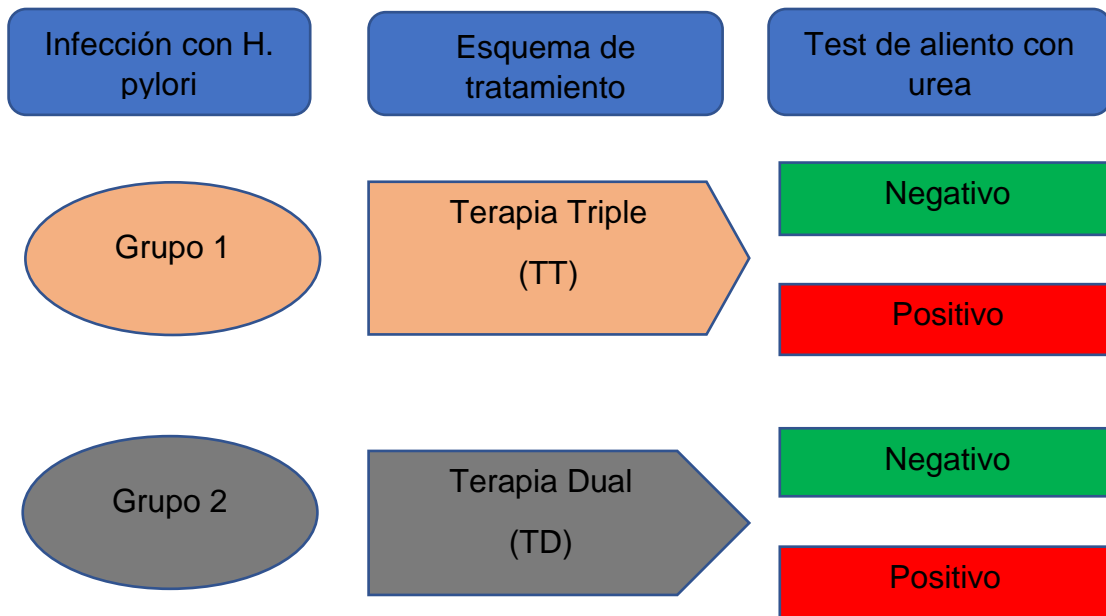 Infección con H.
pylori
Esquema de
tratamiento
Test de aliento con
urea
Grupo 1
Terapia Triple
(TT)
Negativo
Positivo
Grupo 2
Terapia Dual
(TD)
Negativo
Positivo